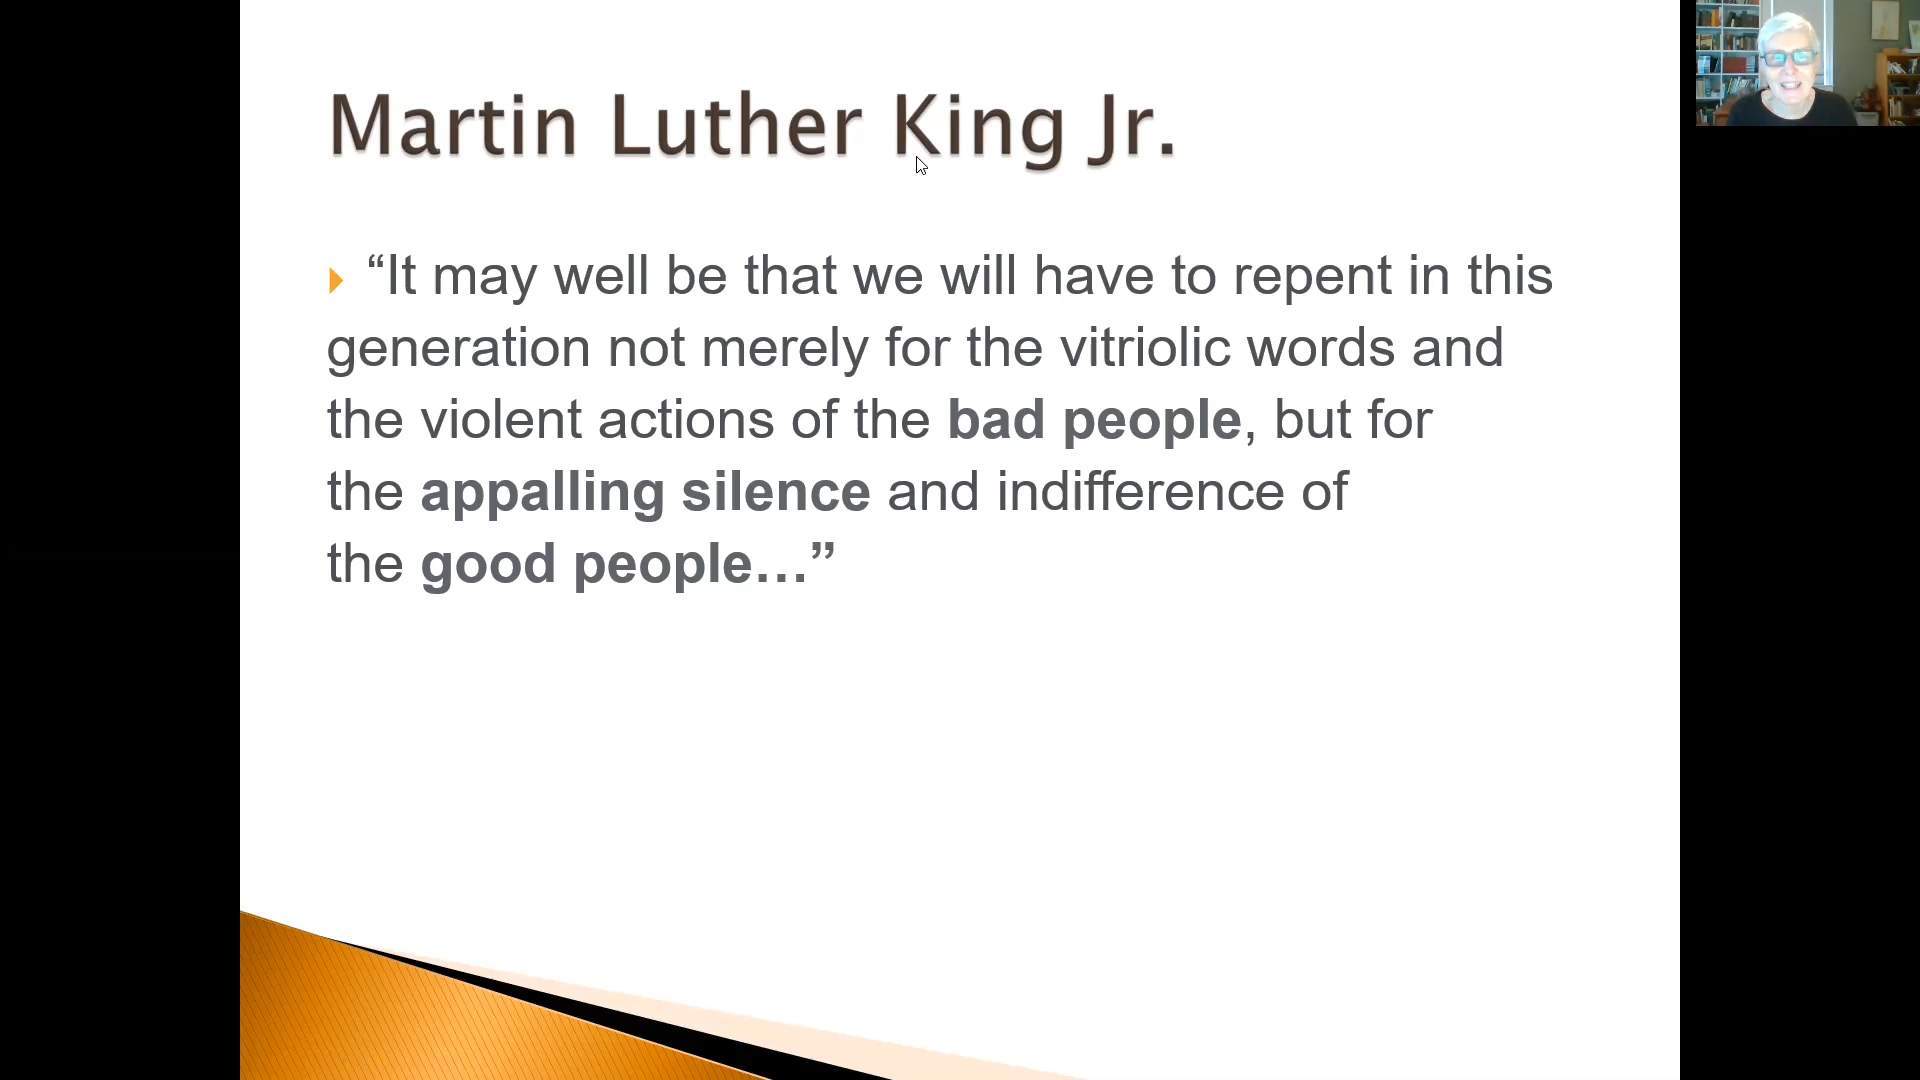 Martin Luther King Jr.
“It may well be that we will have to repent in this
generation not merely for the vitriolic words and
the violent actions of the bad people, but for
the appalling silence and indifference of
the good people…”